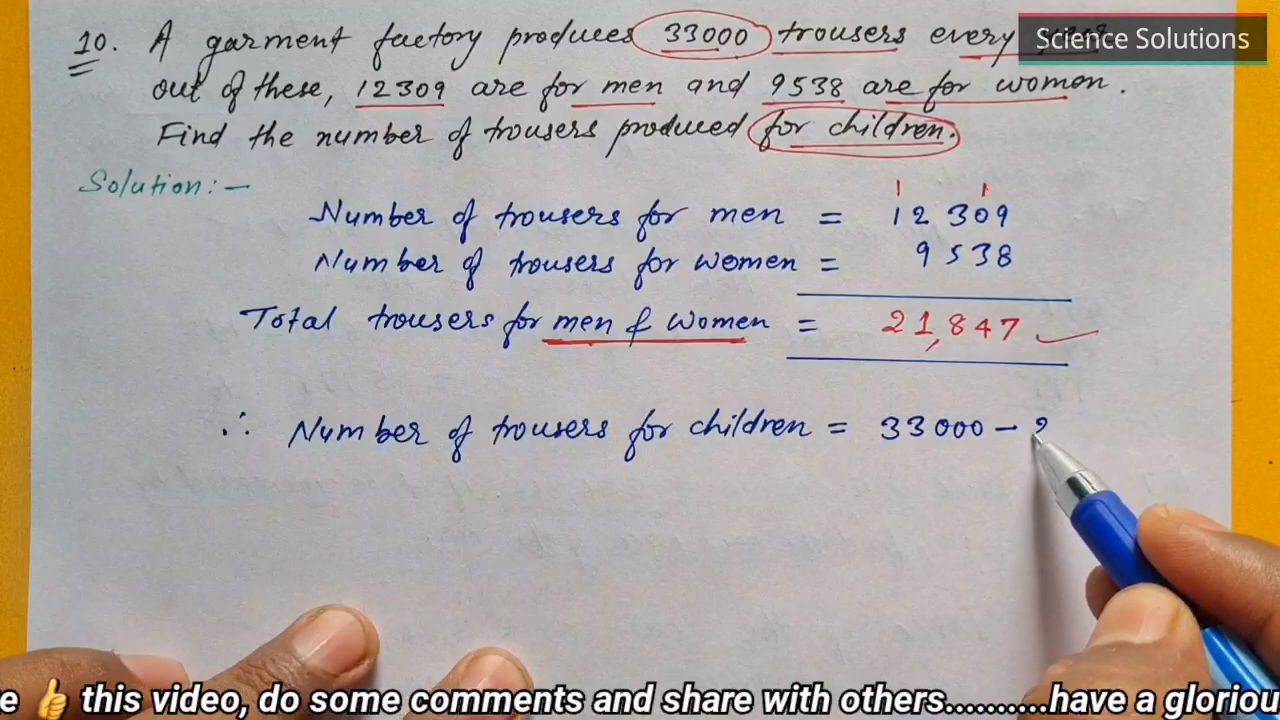 10. A garment factory produces 33000 trousers every
Science Solutions
out of these, 12309 are for men and 9538 are for women.
Find the number of trousers produced for children.
Solution:-
1 1
Number of trousers for men = 12309
Number of trousers for women = 9538
Total trousers for men & women = 21,847
∴ Number of trousers for children = 33000 -
👍 this video, do some comments and share with others..........have a